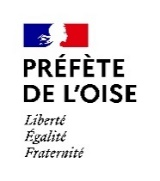 PRÉFÈTE
DE L'OISE
Liberté
Égalité
Fraternité